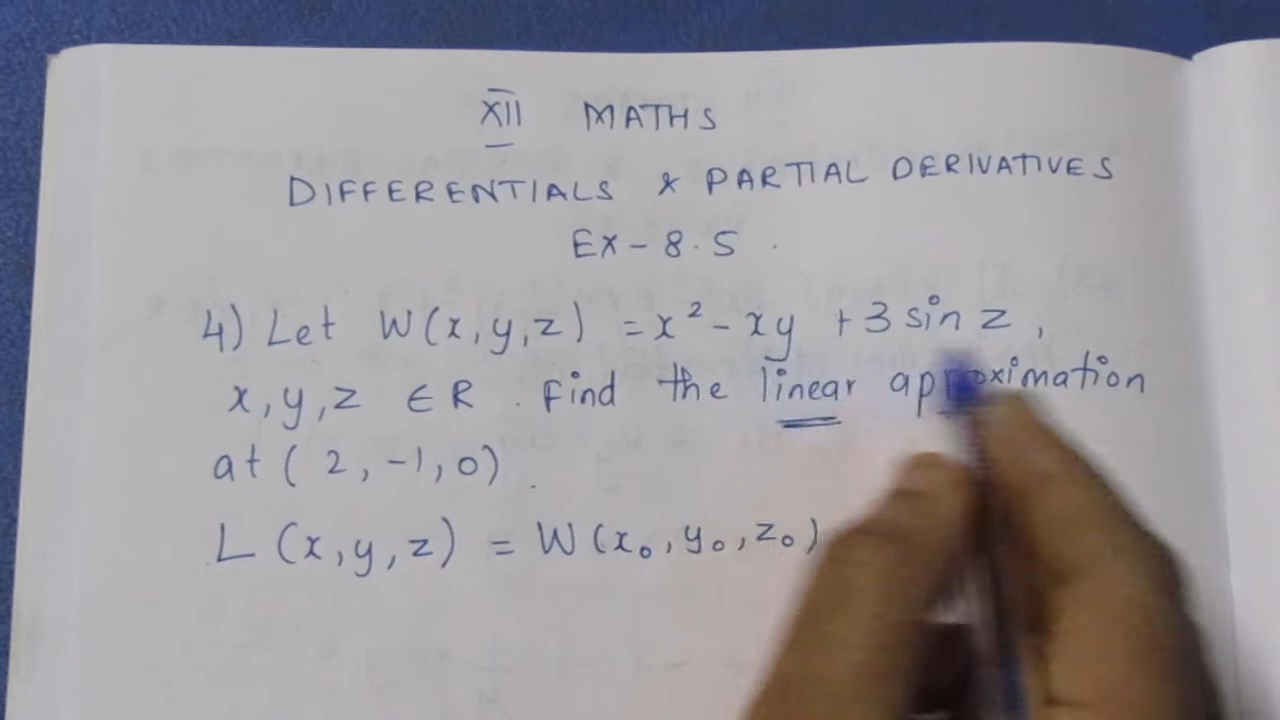 XII MATHS
DIFFERENTIALS & PARTIAL DERIVATIVES
EX - 8.5
4) Let W(x,y,z) = x² - xy + 3 sin z,
x,y,z ∈ R. find the linear approximation
at (2,-1,0).
L(x,y,z) = W(x₀,y₀,z₀)